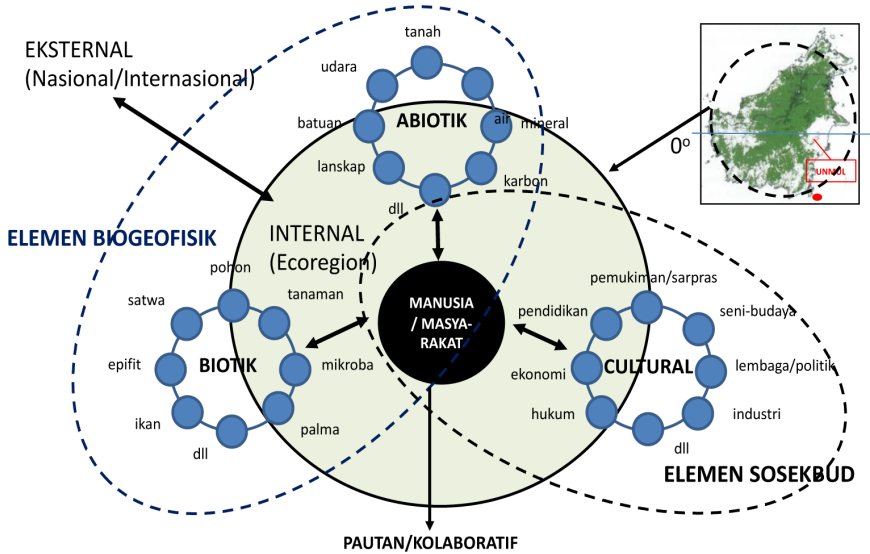 EKSTERNAL
(Nasional/Internasional)
tanah
udara
batuan
ABIOTIK
air
mineral
lanskap
karbon
dll
0o
UNMUL
ELEMEN BIOGEOFISIK
INTERNAL
(Ecoregion)
pohon
satwa
tanaman
epifit
BIOTIK
mikroba
ikan
palma
dll
MANUSIA
/ MASYA-
RAKAT
pemukiman/sarpras
pendidikan
seni-budaya
ekonomi
CULTURAL
lembaga/politik
hukum
industri
dll
ELEMEN SOSEKBUD
PAUTAN/KOLABORATIF